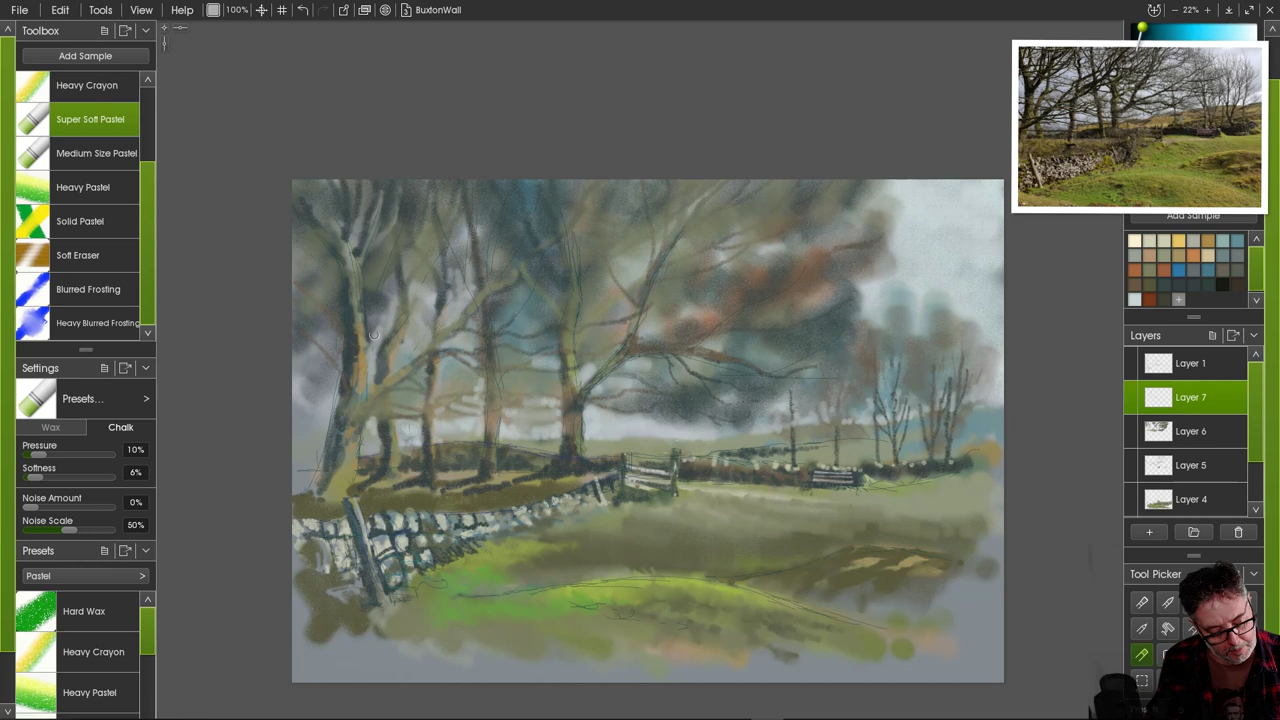 File Edit Tools View Help 100% BuxtonWall 22%
Toolbox
Add Sample
Heavy Crayon
Super Soft Pastel
Medium Size Pastel
Heavy Pastel
Solid Pastel
Soft Eraser
Blurred Frosting
Heavy Blurred Frosting
Settings
Presets...
Wax Chalk
Pressure 10%
Softness 6%
Noise Amount 0%
Noise Scale 50%
Presets
Pastel
Hard Wax
Heavy Crayon
Heavy Pastel
Add Sample
Layers
Layer 1
Layer 7
Layer 6
Layer 5
Layer 4
Tool Picker